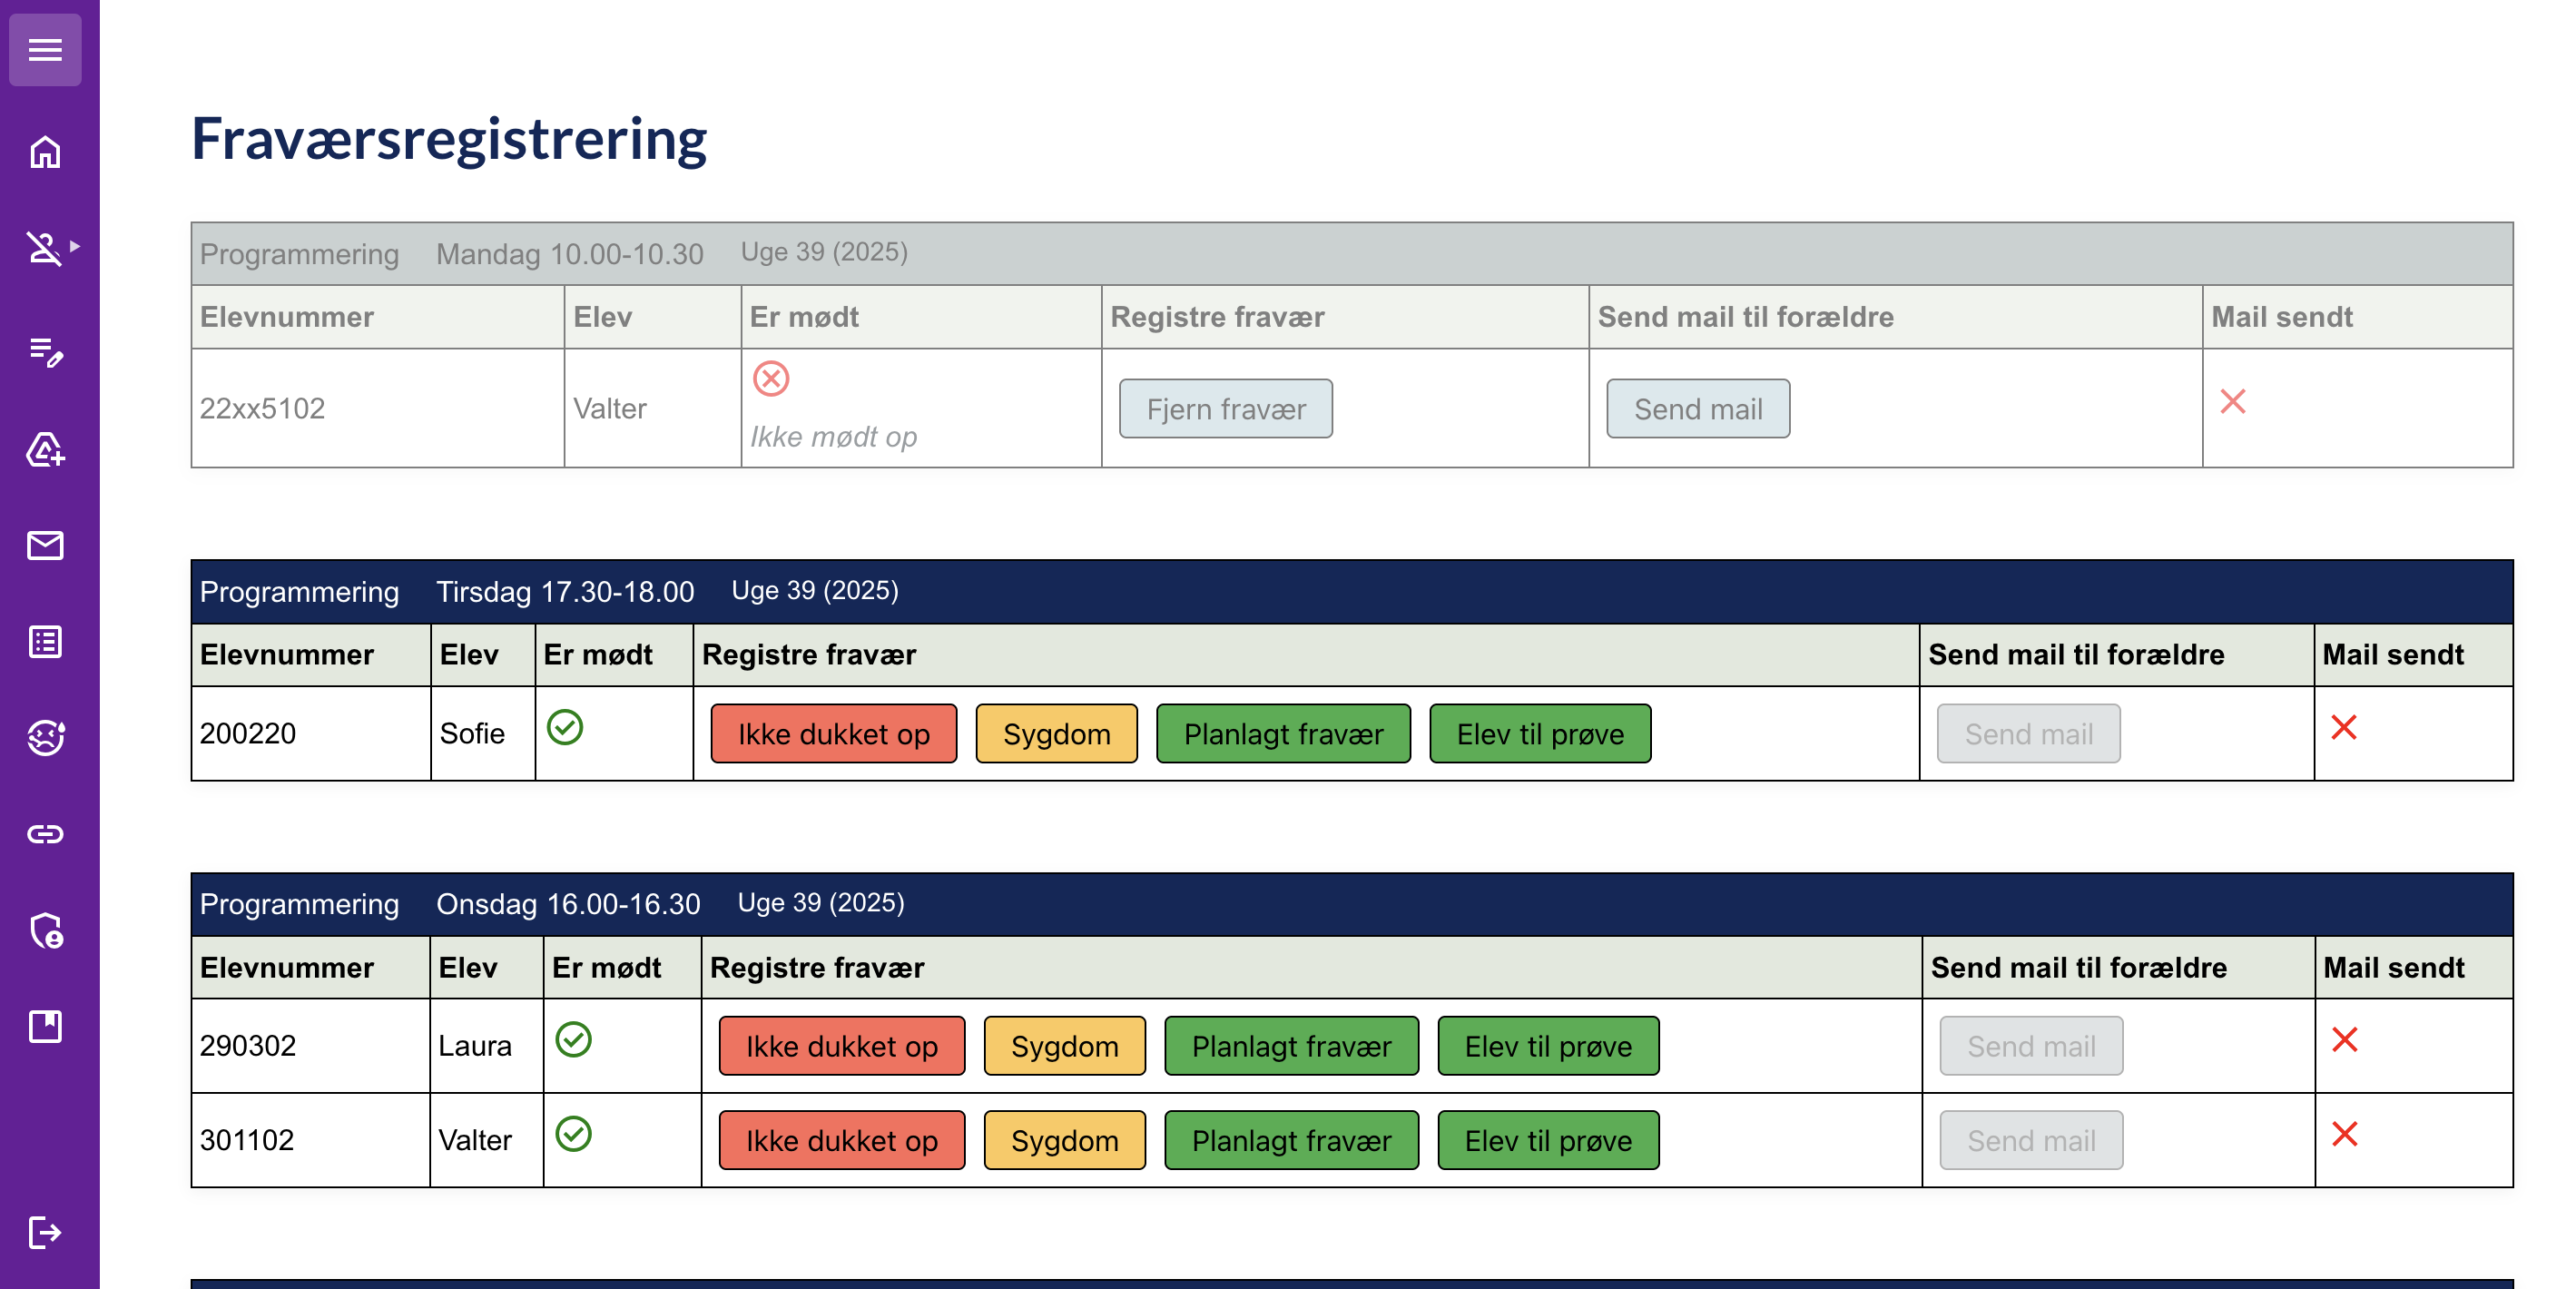 Fraværsregistrering
Programmering Mandag 10.00-10.30 Uge 39 (2025)
Elevnummer Elev Er mødt Registre fravær Send mail til forældre Mail sendt
22xx5102 Valter Ikke mødt op Fjern fravær Send mail
Programmering Tirsdag 17.30-18.00 Uge 39 (2025)
Elevnummer Elev Er mødt Registre fravær Send mail til forældre Mail sendt
200220 Sofie Ikke dukket op Sygdom Planlagt fravær Elev til prøve Send mail
Programmering Onsdag 16.00-16.30 Uge 39 (2025)
Elevnummer Elev Er mødt Registre fravær Send mail til forældre Mail sendt
290302 Laura Ikke dukket op Sygdom Planlagt fravær Elev til prøve Send mail
301102 Valter Ikke dukket op Sygdom Planlagt fravær Elev til prøve Send mail